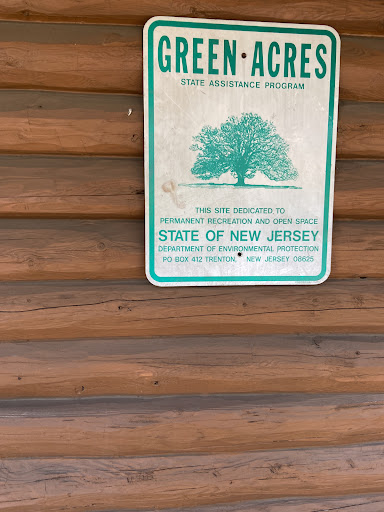 GREEN ACRES
STATE ASSISTANCE PROGRAM
THIS SITE DEDICATED TO
PERMANENT RECREATION AND OPEN SPACE
STATE OF NEW JERSEY
DEPARTMENT OF ENVIRONMENTAL PROTECTION
PO BOX 412 TRENTON, NEW JERSEY 08625